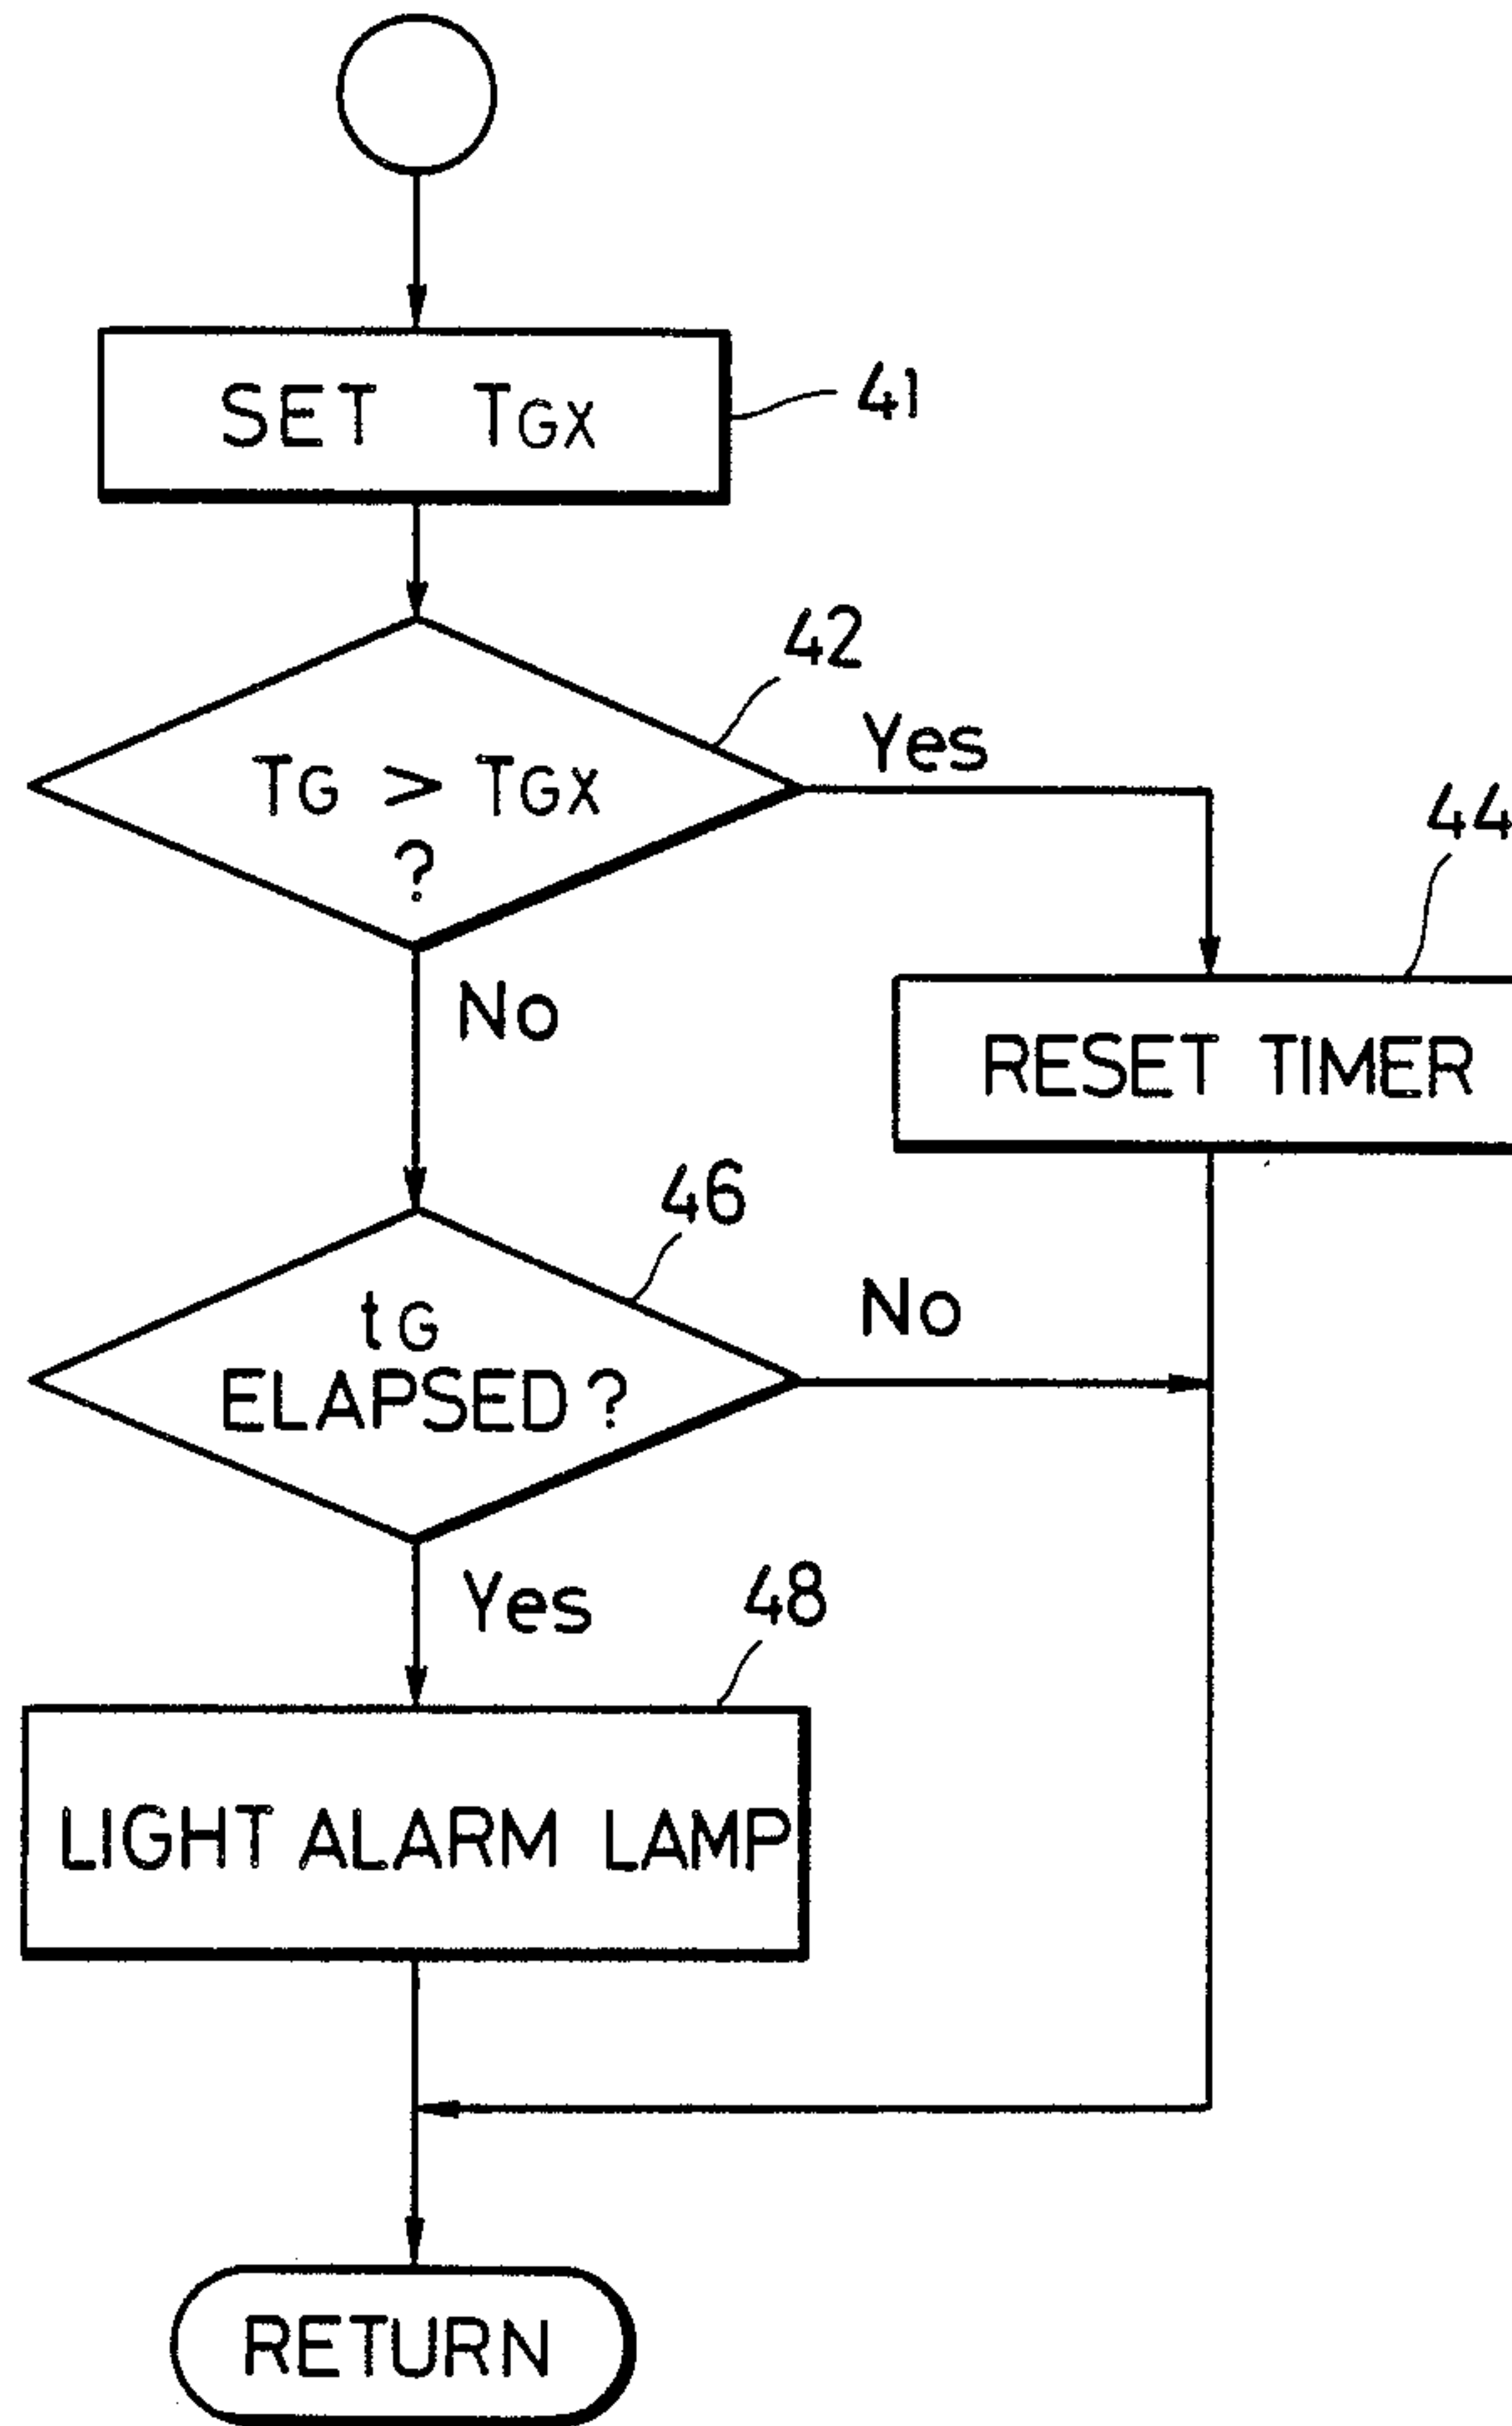 SET TGX
41
42
TG > TGX
?
Yes
No
44
RESET TIMER
46
tG
ELAPSED ?
No
Yes
48
LIGHT ALARM LAMP
RETURN